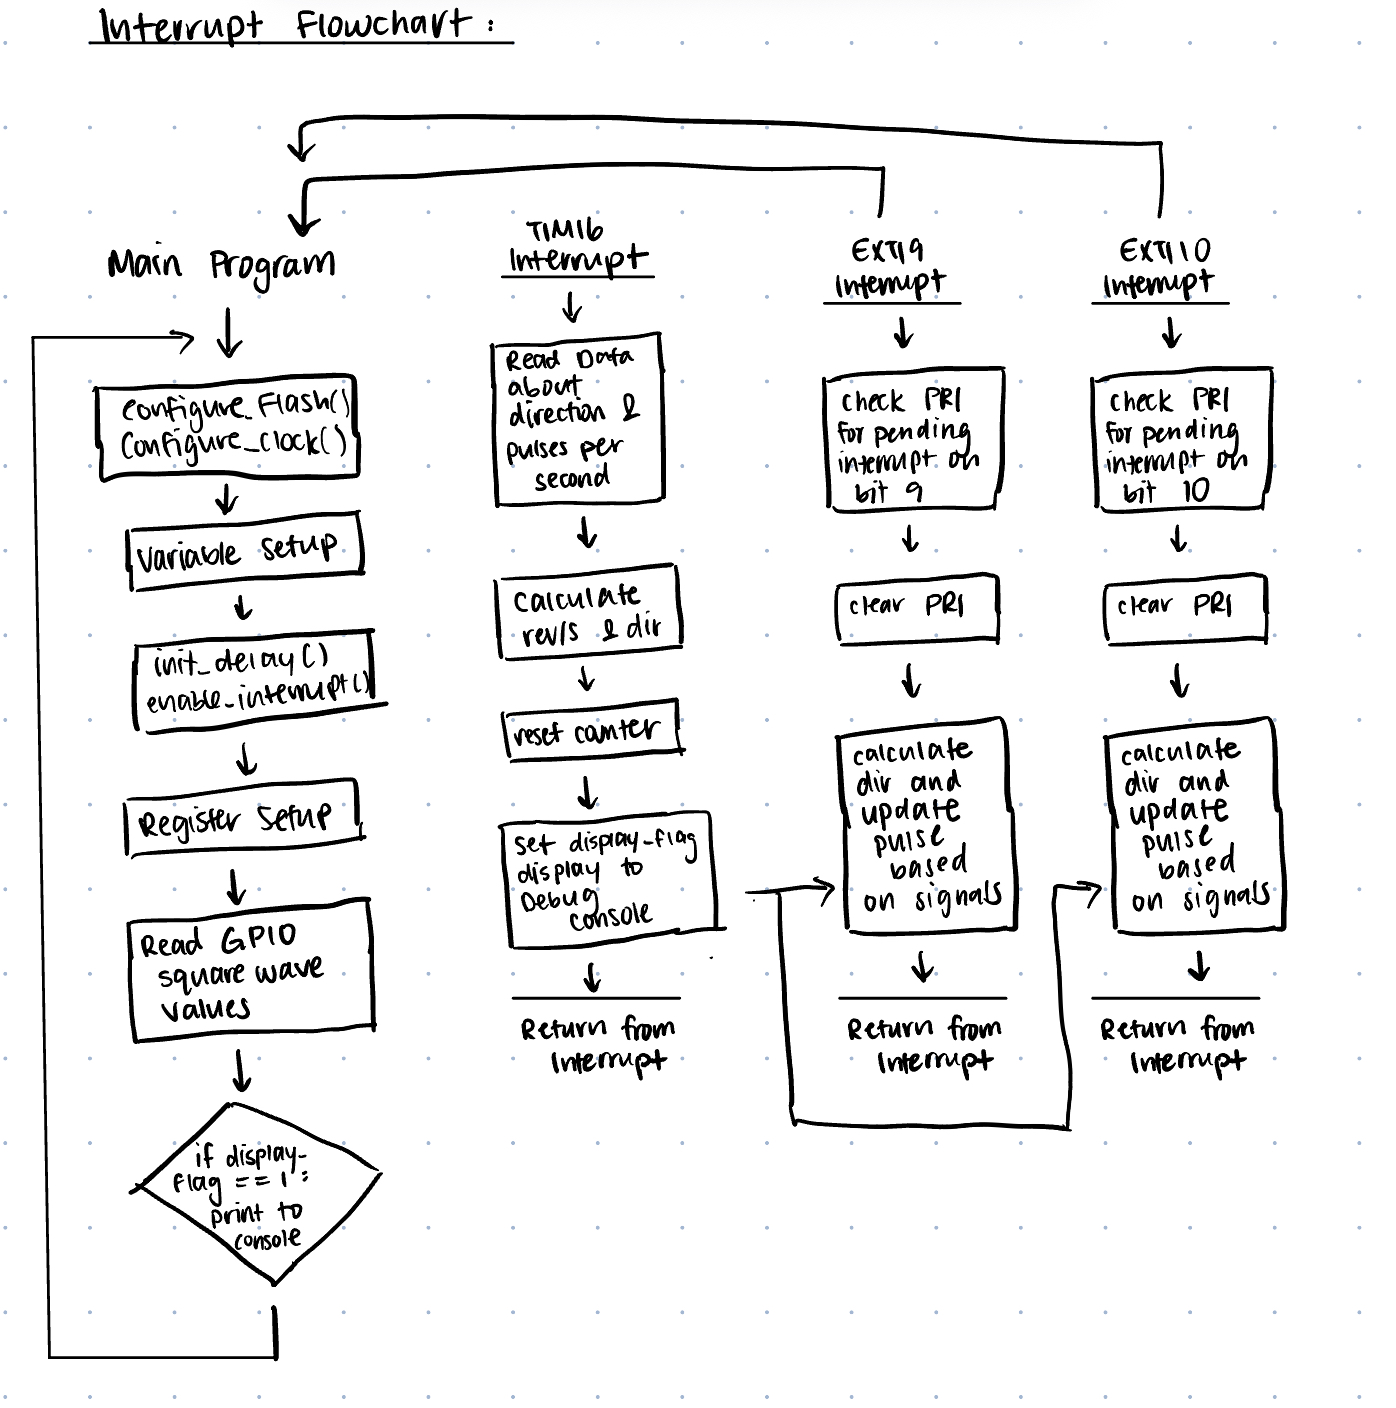 Interrupt Flowchart:
Main Program
configure_Flash()
configure_clock()
Variable Setup
init_delay()
enable_interrupt()
Register Setup
Read GPIO
square wave
values
if display_
flag == 1:
print to
console
TIM16
Interrupt
Read Data
about
direction &
pulses per
second
calculate
rev/s & dir
reset counter
set display_flag
display to
Debug
console
Return from
Interrupt
EXTI9
Interrupt
check PR1
for pending
interrupt on
bit 9
clear PR1
calculate
dir and
update
pulse
based
on signals
Return from
Interrupt
EXTI10
Interrupt
check PR1
for pending
interrupt on
bit 10
clear PR1
calculate
dir and
update
pulse
based
on signals
Return from
Interrupt